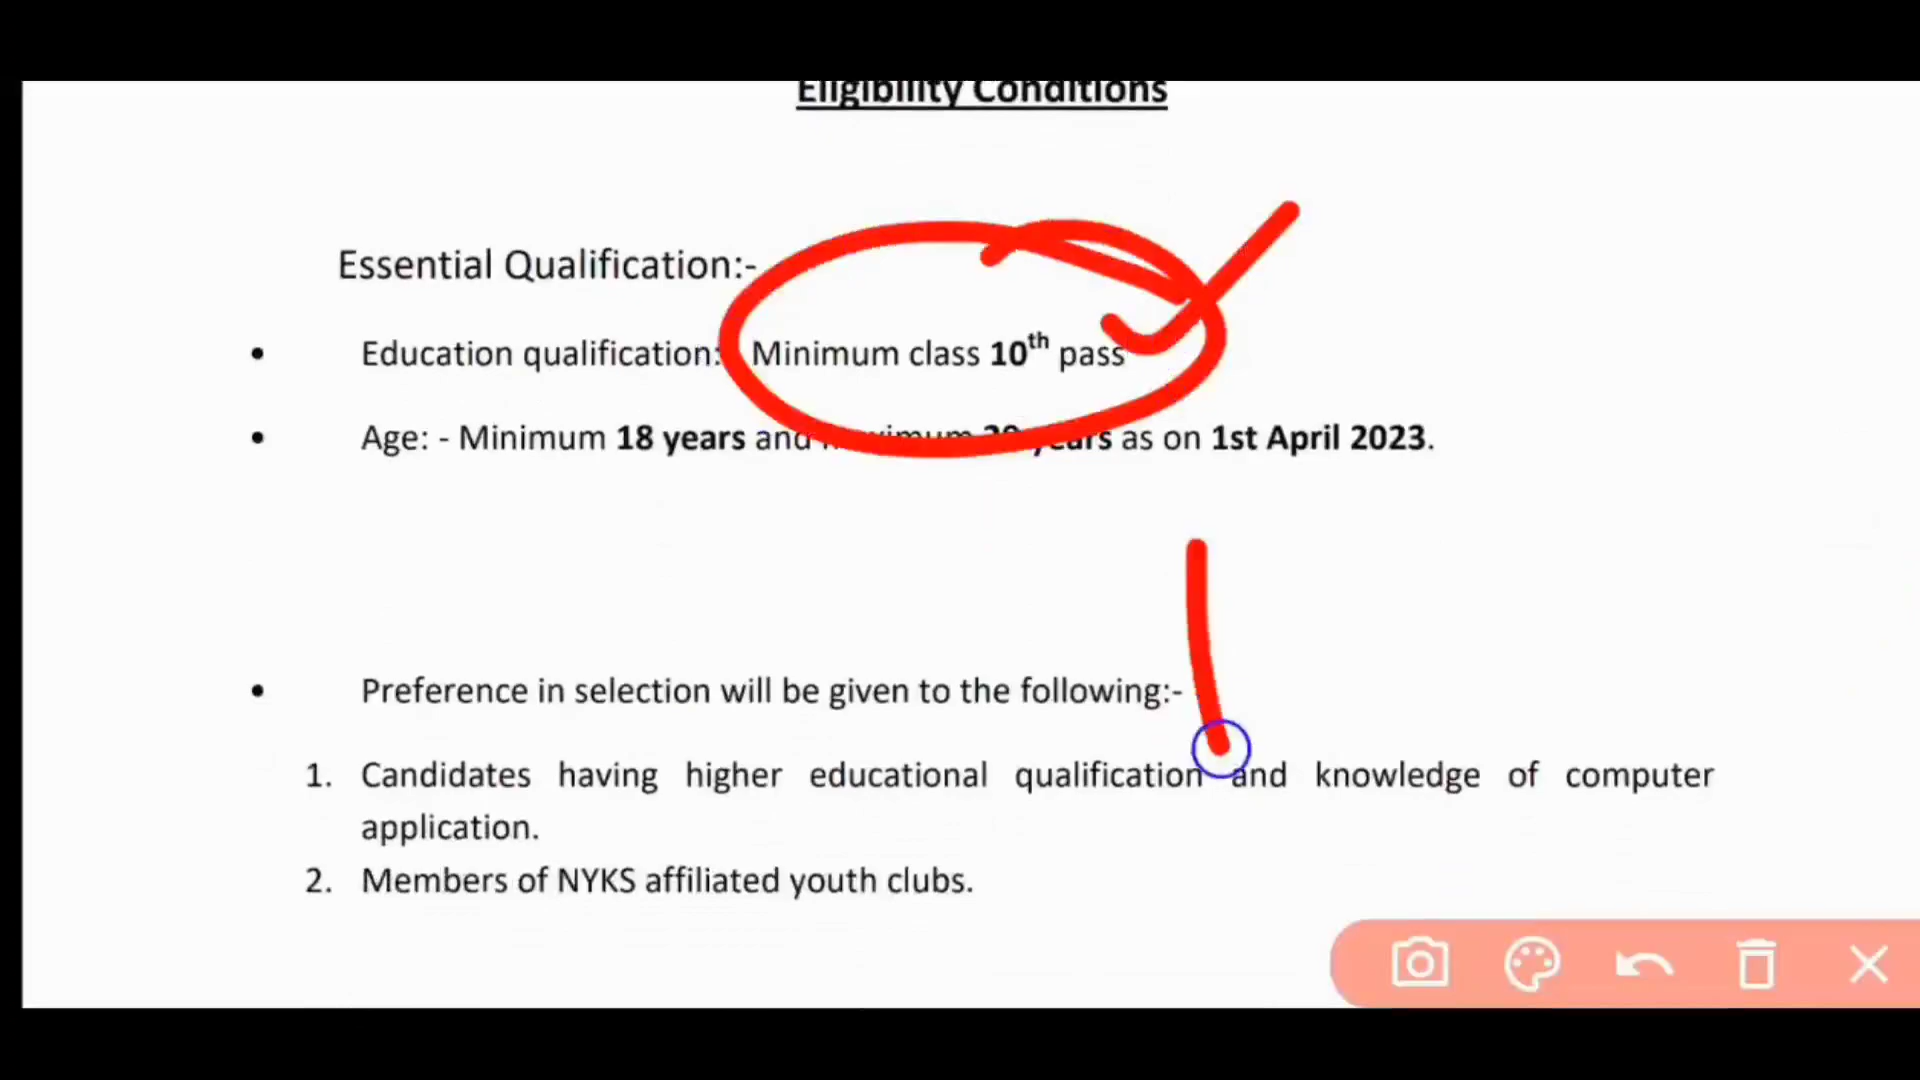 Eligibility Conditions
Essential Qualification:-
• Education qualification: Minimum class 10th pass
• Age: - Minimum 18 years and maximum years as on 1st April 2023.
• Preference in selection will be given to the following:-
1. Candidates having higher educational qualification and knowledge of computer
application.
2. Members of NYKS affiliated youth clubs.